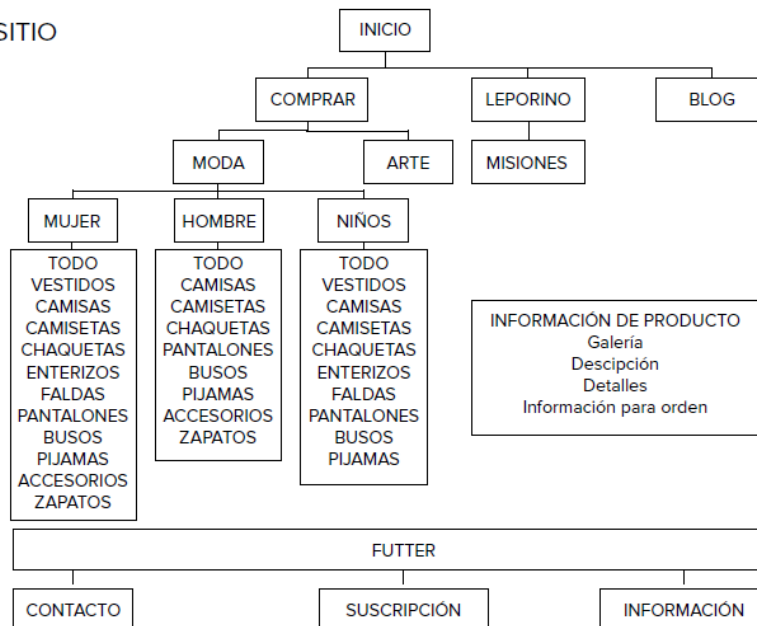 SITIO
INICIO
COMPRAR
LEPORINO
BLOG
MODA
ARTE
MISIONES
MUJER
HOMBRE
NIÑOS
TODO
VESTIDOS
CAMISAS
CAMISETAS
CHAQUETAS
ENTERIZOS
FALDAS
PANTALONES
BUSOS
PIJAMAS
ACCESORIOS
ZAPATOS
TODO
CAMISAS
CAMISETAS
CHAQUETAS
PANTALONES
BUSOS
PIJAMAS
ACCESORIOS
ZAPATOS
TODO
VESTIDOS
CAMISAS
CAMISETAS
CHAQUETAS
ENTERIZOS
FALDAS
PANTALONES
BUSOS
PIJAMAS
INFORMACIÓN DE PRODUCTO
Galería
Descipción
Detalles
Información para orden
FUTTER
CONTACTO
SUSCRIPCIÓN
INFORMACIÓN